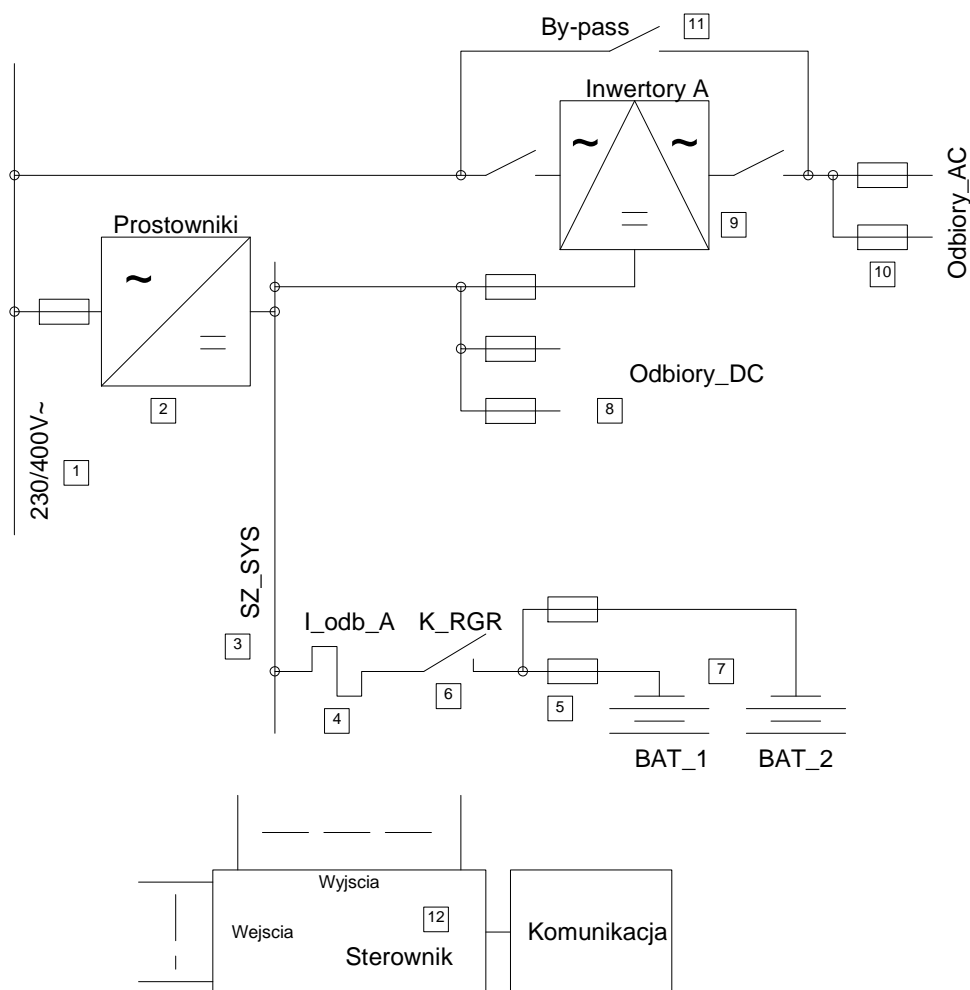 By-pass
11
Inwertory A
~
~
9
10
Odbiory_AC
Prostowniki
~
2
Odbiory_DC
8
230/400V~
1
SZ_SYS
3
I_odb_A
K_RGR
4
6
5
7
BAT_1
BAT_2
Wyjscia
12
Wejscia
Sterownik
Komunikacja